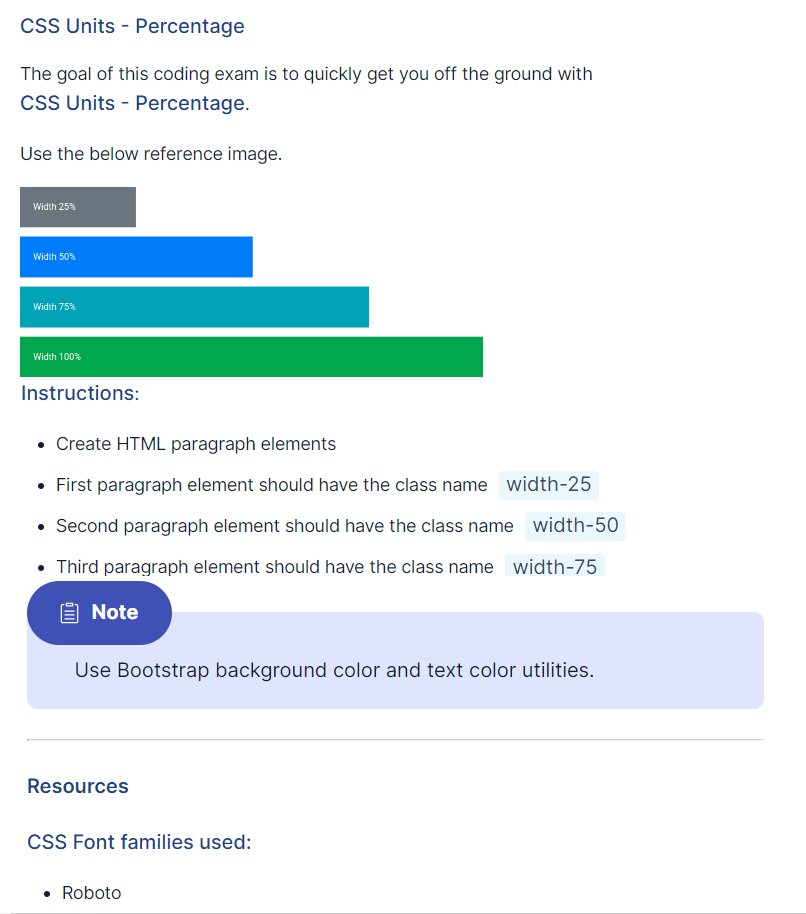 CSS Units - Percentage
The goal of this coding exam is to quickly get you off the ground with
CSS Units - Percentage.
Use the below reference image.
Width 25%
Width 50%
Width 75%
Width 100%
Instructions:
Create HTML paragraph elements
First paragraph element should have the class name width-25
Second paragraph element should have the class name width-50
Third paragraph element should have the class name width-75
Note
Use Bootstrap background color and text color utilities.
Resources
CSS Font families used:
Roboto